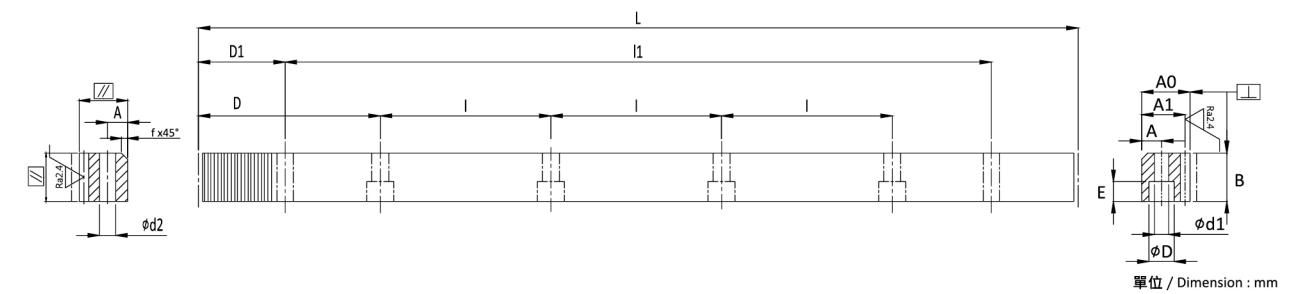 L
D1
l1
D
l
l
l
//
A
f x45°
Ra2.4
//
ϕd2
A0
A1
A
Ra2.4
⊥
E
B
ϕd1
ϕD
單位 / Dimension : mm